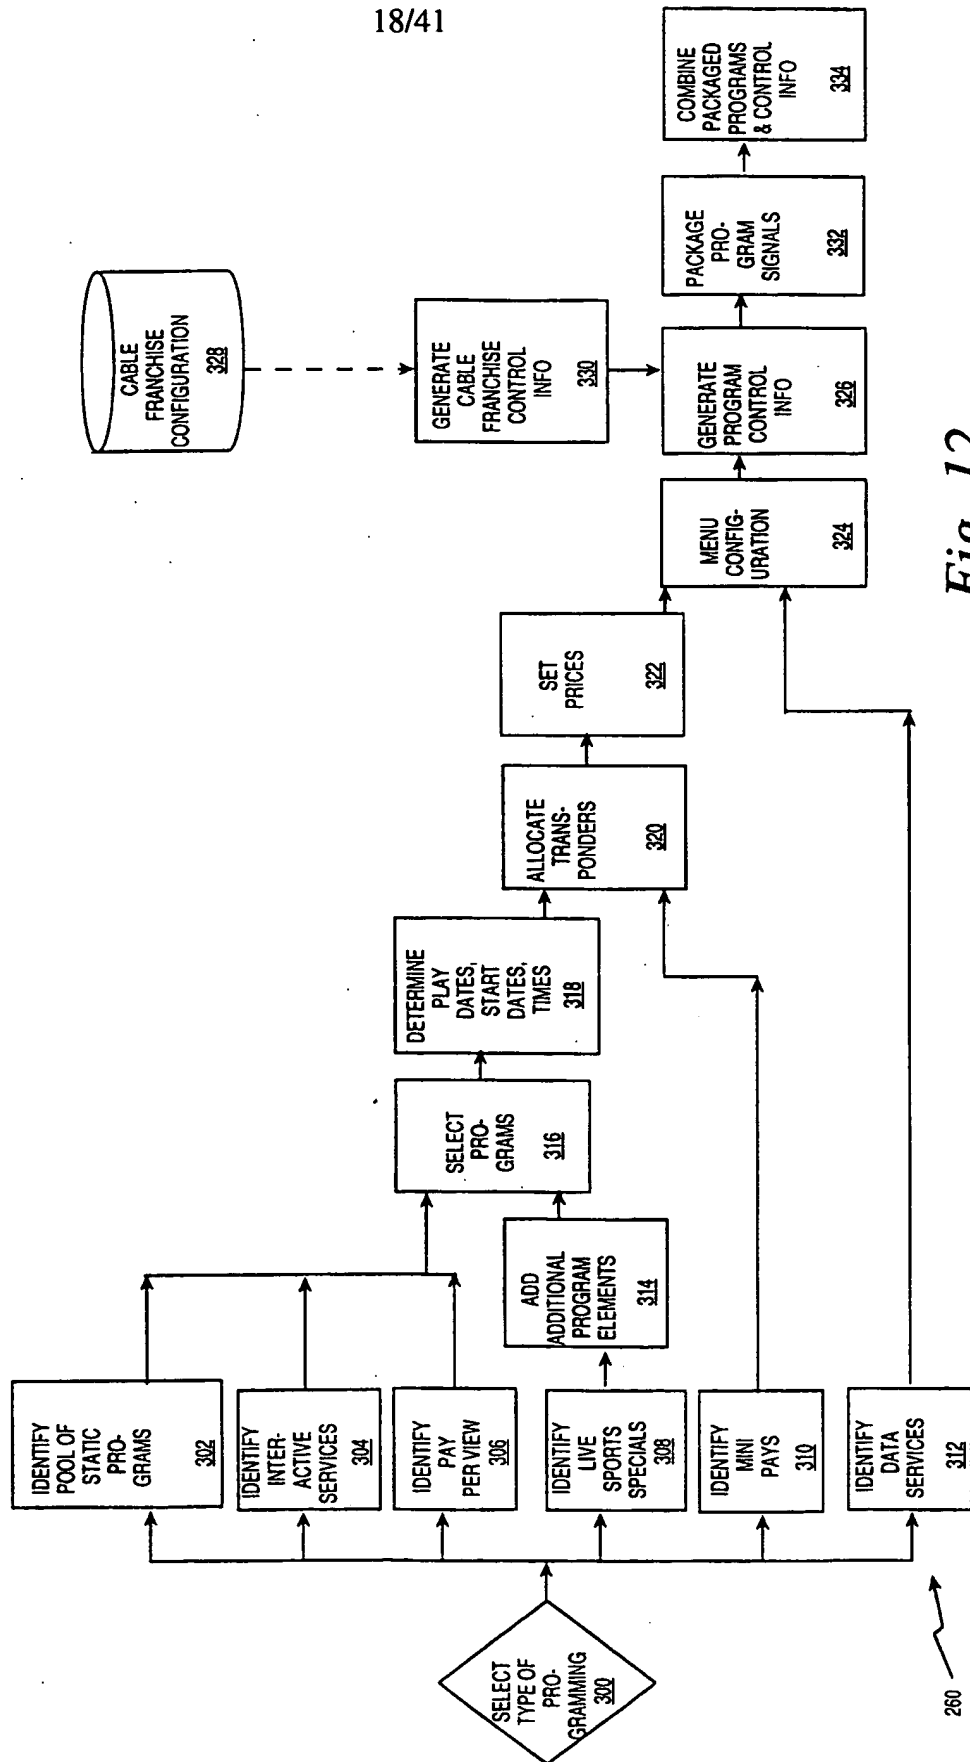 18/41
SELECT
TYPE OF
PRO-
GRAMMING
300
IDENTIFY
POOL OF
STATIC
PRO-
GRAMS
302
IDENTIFY
INTER-
ACTIVE
SERVICES
304
IDENTIFY
PAY
PER VIEW
306
IDENTIFY
LIVE
SPORTS
SPECIALS
308
IDENTIFY
MINI
PAYS
310
IDENTIFY
DATA
SERVICES
312
ADD
ADDITIONAL
PROGRAM
ELEMENTS
314
SELECT
PRO-
GRAMS
316
DETERMINE
PLAY
DATES,
START
DATES,
TIMES
318
ALLOCATE
TRANS-
PONDERS
320
SET
PRICES
322
MENU
CONFIG-
URATION
324
CABLE
FRANCHISE
CONFIGURATION
328
GENERATE
CABLE
FRANCHISE
CONTROL
INFO
330
GENERATE
PROGRAM
CONTROL
INFO
326
PACKAGE
PRO-
GRAM
SIGNALS
332
COMBINE
PACKAGED
PROGRAMS
& CONTROL
INFO
334
260
Fig. 12